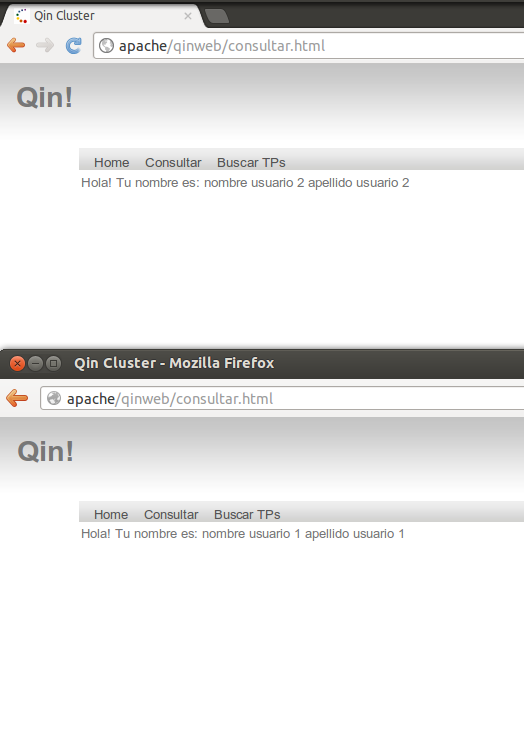 Qin Cluster
apache/qinweb/consultar.html
Qin!
Home Consultar Buscar TPs
Hola! Tu nombre es: nombre usuario 2 apellido usuario 2
Qin Cluster - Mozilla Firefox
apache/qinweb/consultar.html
Qin!
Home Consultar Buscar TPs
Hola! Tu nombre es: nombre usuario 1 apellido usuario 1